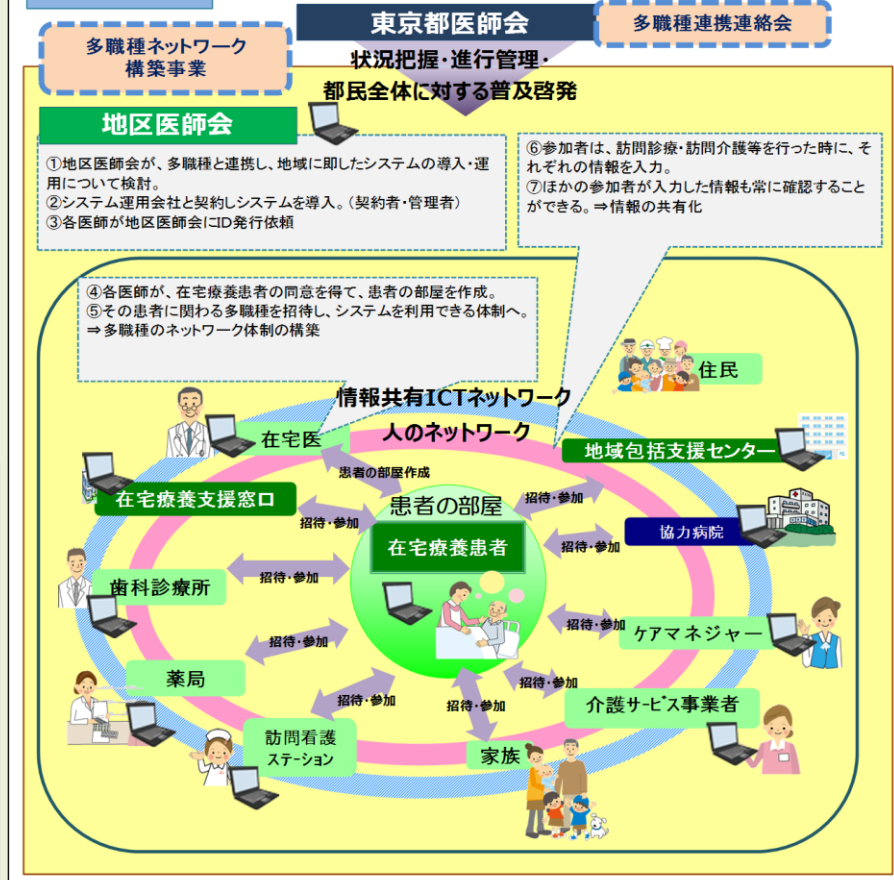 東京都医師会
多職種連携連絡会
多職種ネットワーク
構築事業
状況把握・進行管理・
都民全体に対する普及啓発
地区医師会
①地区医師会が、多職種と連携し、地域に即したシステムの導入・運
用について検討。
②システム運用会社と契約しシステムを導入。（契約者・管理者）
③各医師が地区医師会にID発行依頼
⑥参加者は、訪問診療・訪問介護等を行った時に、そ
れぞれの情報を入力。
⑦ほかの参加者が入力した情報も常に確認すること
ができる。⇒情報の共有化
④各医師が、在宅療養患者の同意を得て、患者の部屋を作成。
⑤その患者に関わる多職種を招待し、システムを利用できる体制へ。
⇒多職種のネットワーク体制の構築
住民
情報共有ICTネットワーク
人のネットワーク
在宅医
地域包括支援センター
患者の部屋作成
在宅療養支援窓口
招待・参加
患者の部屋
招待・参加
在宅療養患者
協力病院
招待・参加
歯科診療所
招待・参加
招待・参加
ケアマネジャー
招待・参加
薬局
招待・参加
招待・参加
招待・参加
介護サービス事業者
招待・参加
訪問看護
ステーション
家族